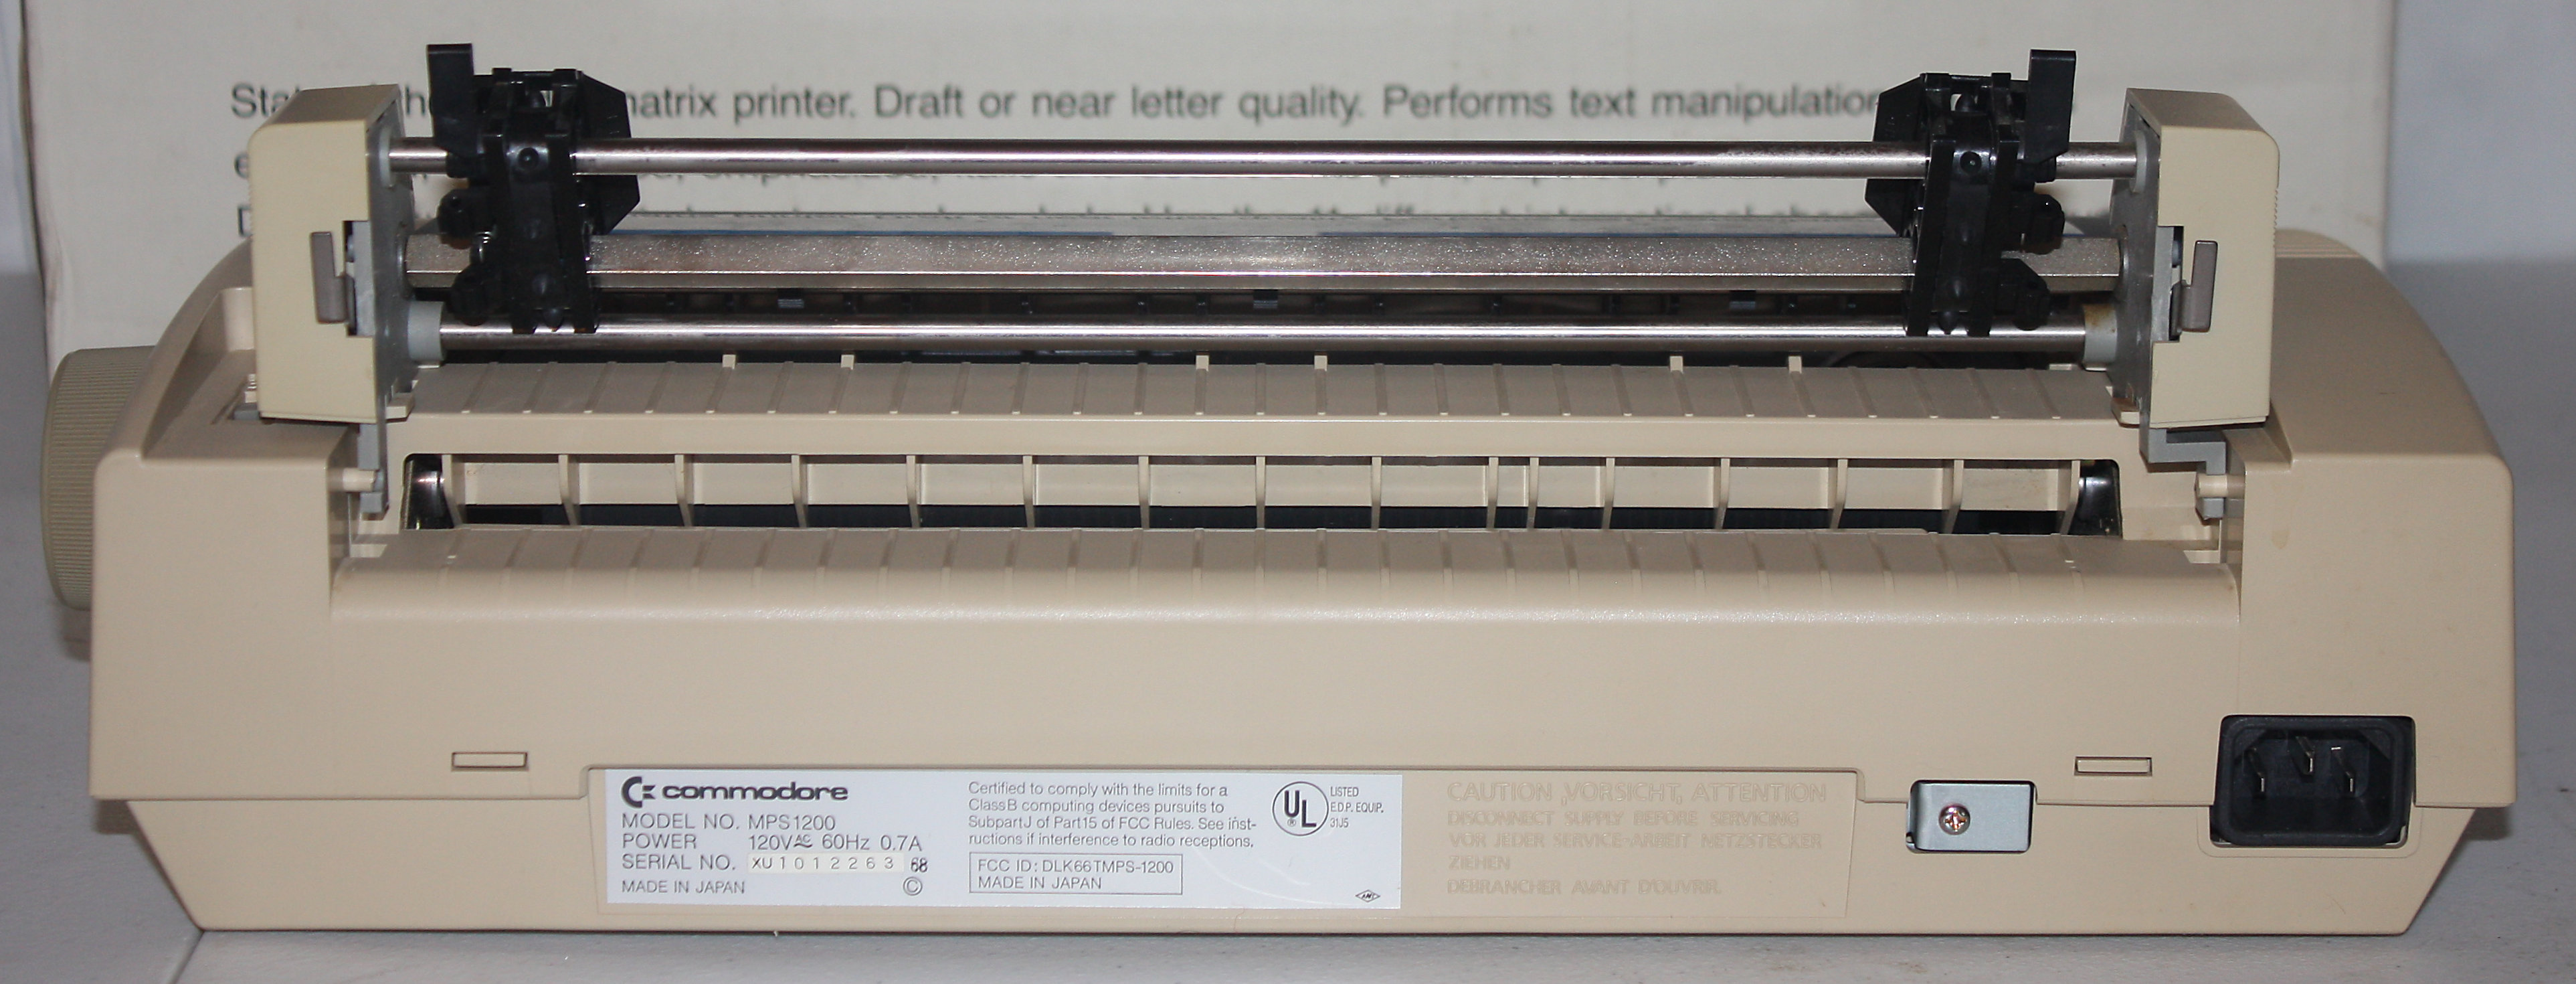 matrix printer. Draft or near letter quality. Performs text manipulation
commodore
MODEL NO. MPS1200
POWER 120V AC 60Hz 0.7A
SERIAL NO. XU1012263 68
MADE IN JAPAN ©
Certified to comply with the limits for a
Class B computing devices pursuits to
Subpart J of Part 15 of FCC Rules. See inst-
ructions if interference to radio receptions.
FCC ID: DLK66TMPS-1200
MADE IN JAPAN
UL ®
LISTED
E.D.P. EQUIP.
31J5
CAUTION, VORSICHT, ATTENTION
DISCONNECT SUPPLY BEFORE SERVICING
VOR JEDER SERVICE-ARBEIT NETZSTECKER
ZIEHEN
DEBRANCHER AVANT D'OUVRIR.